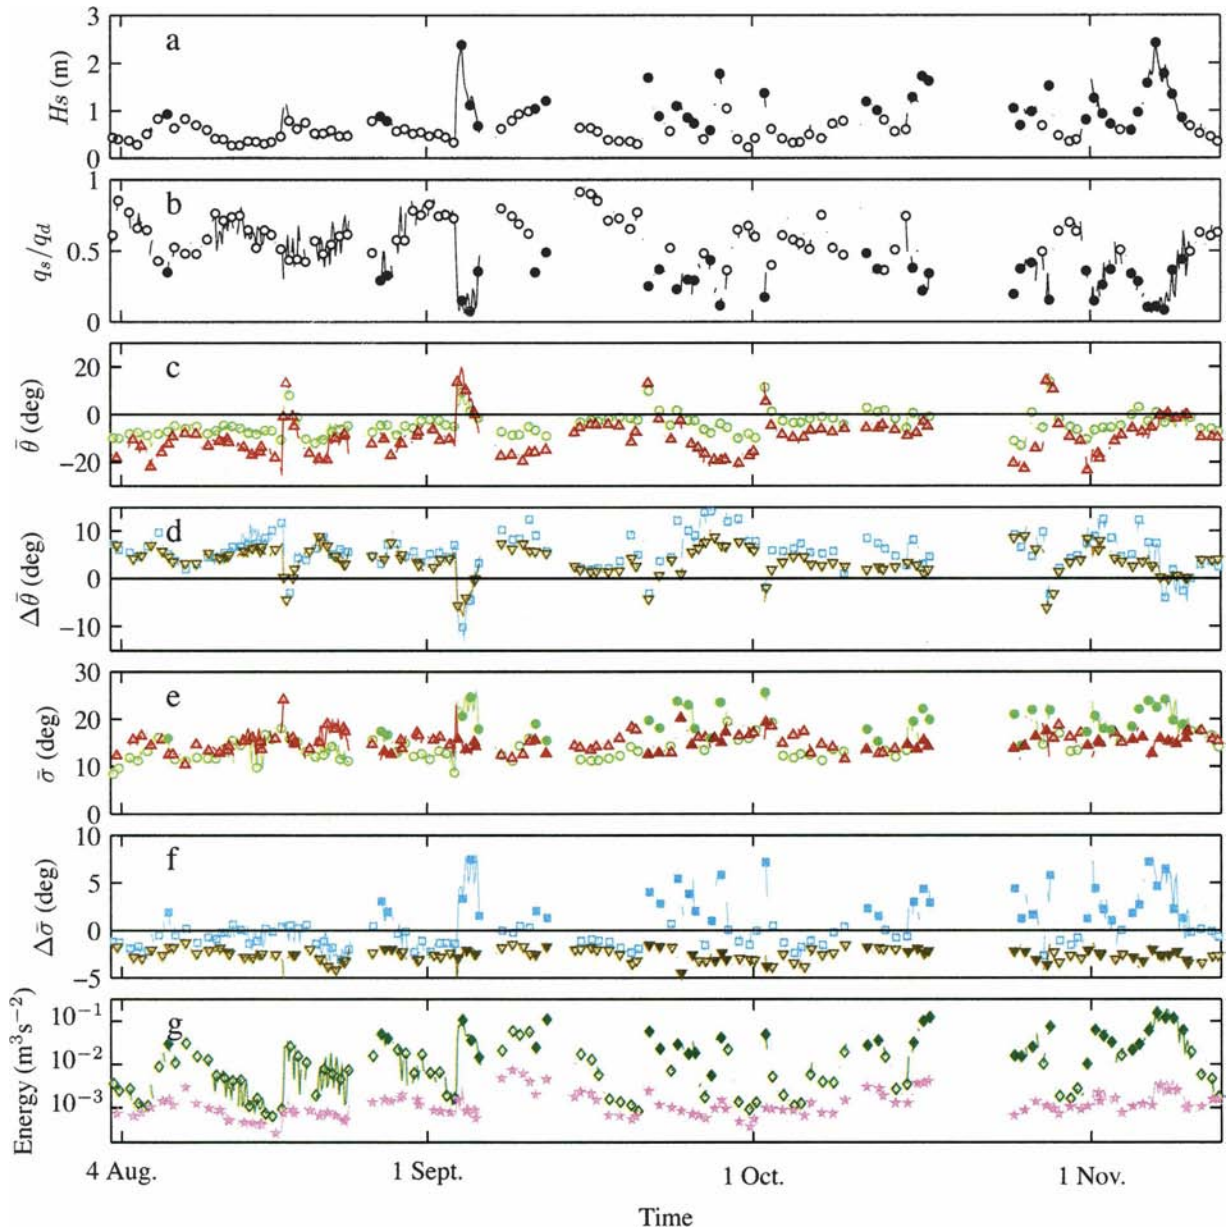 3
a
2
Hs (m)
1
0
1
b
q_s/q_d
0.5
0
20
c
θ̄ (deg)
0
−20
10
d
Δθ̄ (deg)
0
−10
30
e
20
σ̄ (deg)
10
0
10
f
5
Δσ̄ (deg)
0
−5
10⁻¹
g
10⁻²
Energy (m³s⁻²)
10⁻³
4 Aug. 1 Sept. 1 Oct. 1 Nov.
Time